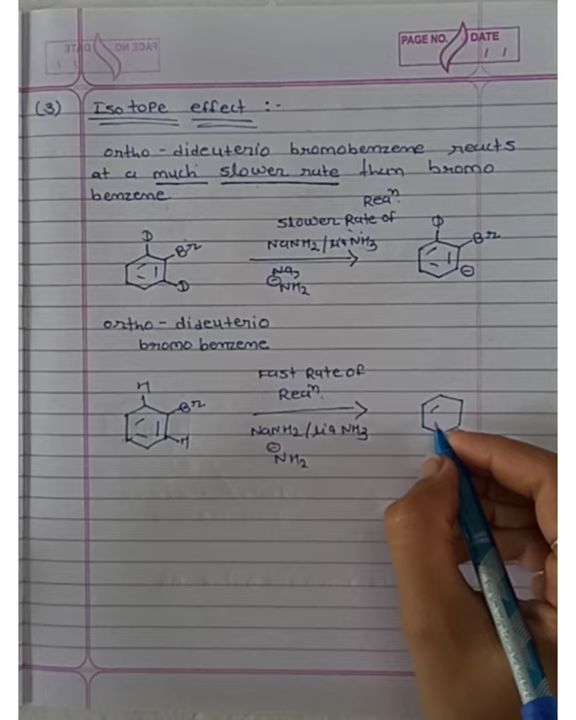 PAGE NO.
DATE
/ /
(3) Isotope effect :-
ortho-dideuterio bromobenzene reacts
at a much slower rate then bromo
benzene
Reaⁿ.
Slower Rate of
D
Br
NaNH2/liq NH3
D
Br
D
⊖NH2
⊖
ortho-dideuterio
bromo benzene
Fast Rate of
Reaⁿ.
H
Br
NaNH2/liq NH3
H
⊖NH2